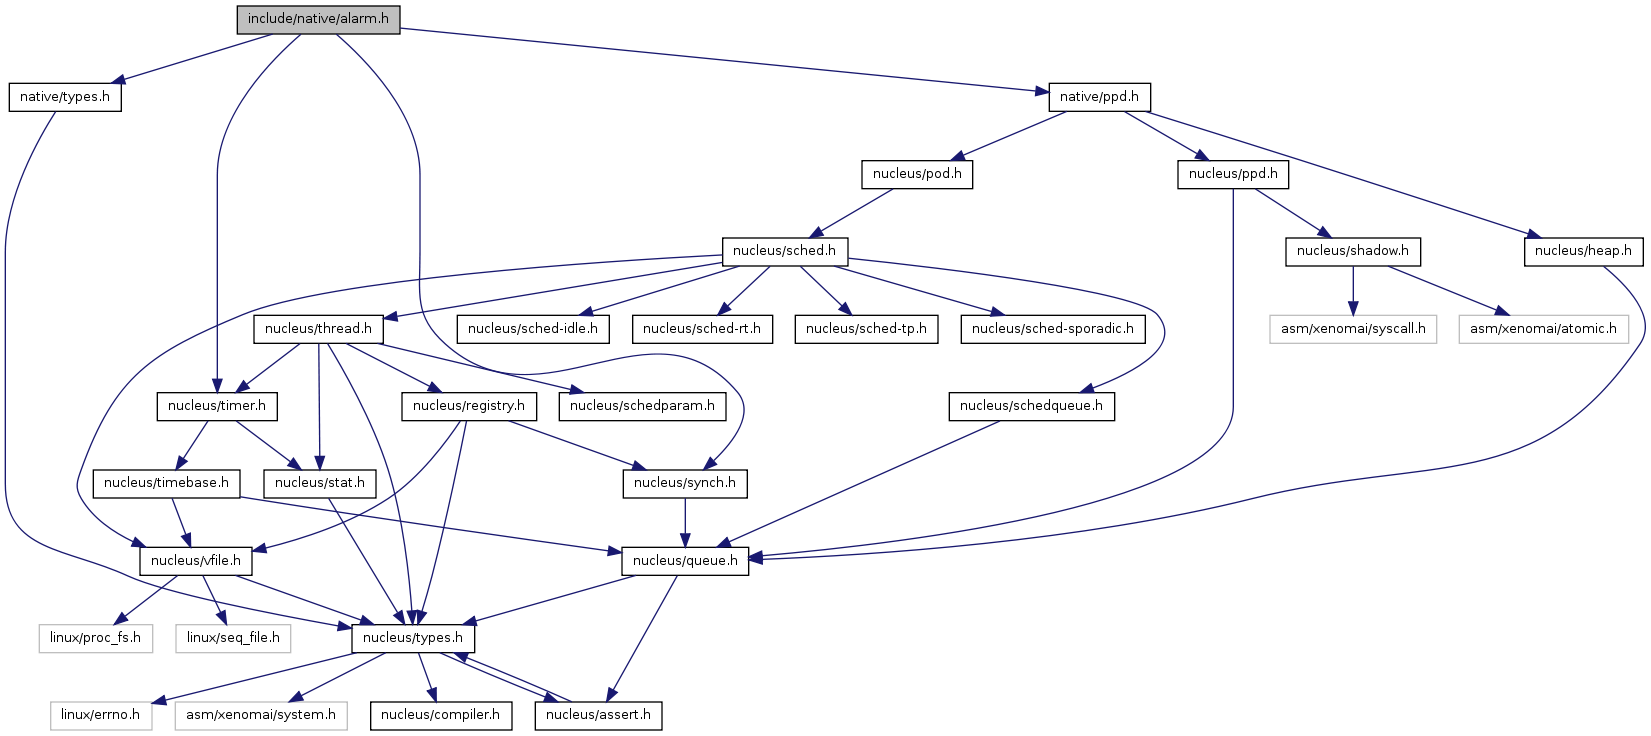 include/native/alarm.h
native/types.h
native/ppd.h
nucleus/pod.h
nucleus/ppd.h
nucleus/sched.h
nucleus/shadow.h
nucleus/heap.h
nucleus/thread.h
nucleus/sched-idle.h
nucleus/sched-rt.h
nucleus/sched-tp.h
nucleus/sched-sporadic.h
asm/xenomai/syscall.h
asm/xenomai/atomic.h
nucleus/timer.h
nucleus/registry.h
nucleus/schedparam.h
nucleus/schedqueue.h
nucleus/timebase.h
nucleus/stat.h
nucleus/synch.h
nucleus/vfile.h
nucleus/queue.h
linux/proc_fs.h
linux/seq_file.h
nucleus/types.h
linux/errno.h
asm/xenomai/system.h
nucleus/compiler.h
nucleus/assert.h